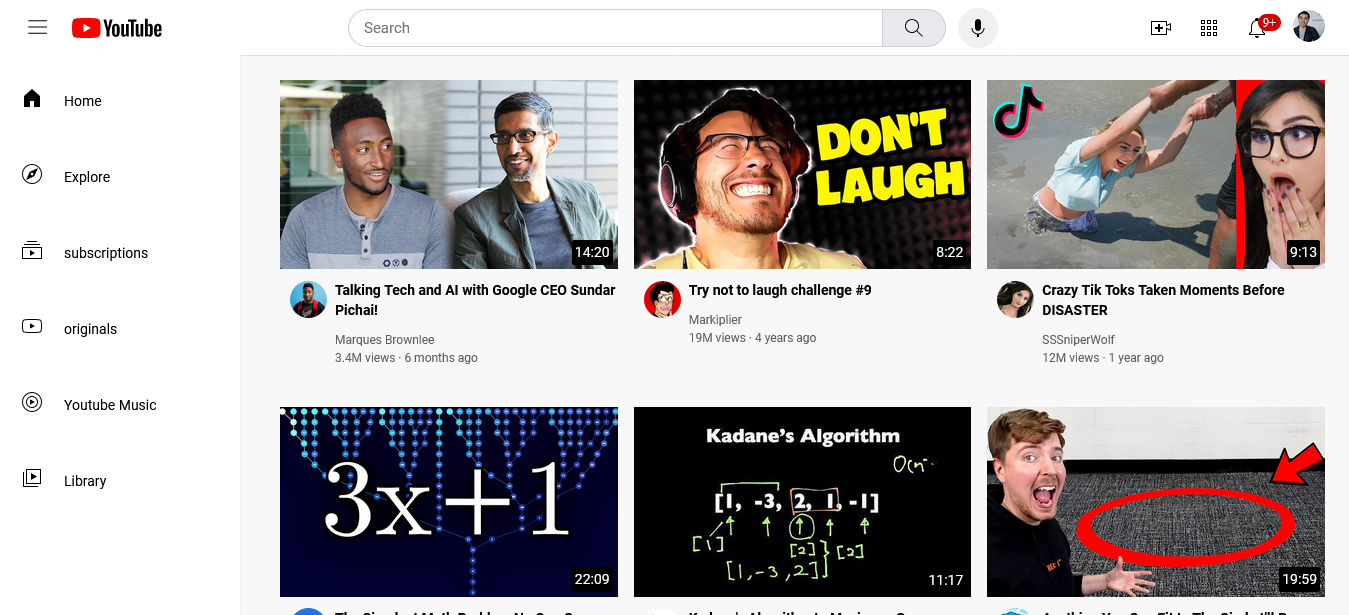 YouTube
Search
9+
Home
Explore
subscriptions
originals
Youtube Music
Library
14:20
Talking Tech and AI with Google CEO Sundar
Pichai!
Marques Brownlee
3.4M views · 6 months ago
DON'T
LAUGH
8:22
Try not to laugh challenge #9
Markiplier
19M views · 4 years ago
9:13
Crazy Tik Toks Taken Moments Before
DISASTER
SSSniperWolf
12M views · 1 year ago
3x+1
22:09
Kadane's Algorithm
O(n
[1, -3, 2, 1, -1]
[1]
[2]
[2]
[1, -3, 2]
11:17
19:59